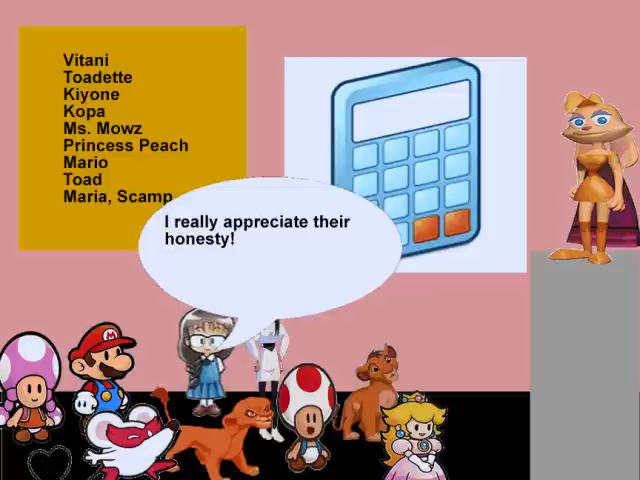 Vitani
Toadette
Kiyone
Kopa
Ms. Mowz
Princess Peach
Mario
Toad
Maria, Scamp
I really appreciate their
honesty!
M